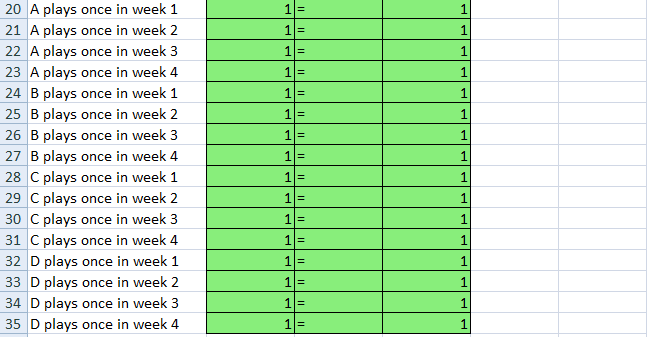 20 A plays once in week 1 1 = 1
21 A plays once in week 2 1 = 1
22 A plays once in week 3 1 = 1
23 A plays once in week 4 1 = 1
24 B plays once in week 1 1 = 1
25 B plays once in week 2 1 = 1
26 B plays once in week 3 1 = 1
27 B plays once in week 4 1 = 1
28 C plays once in week 1 1 = 1
29 C plays once in week 2 1 = 1
30 C plays once in week 3 1 = 1
31 C plays once in week 4 1 = 1
32 D plays once in week 1 1 = 1
33 D plays once in week 2 1 = 1
34 D plays once in week 3 1 = 1
35 D plays once in week 4 1 = 1